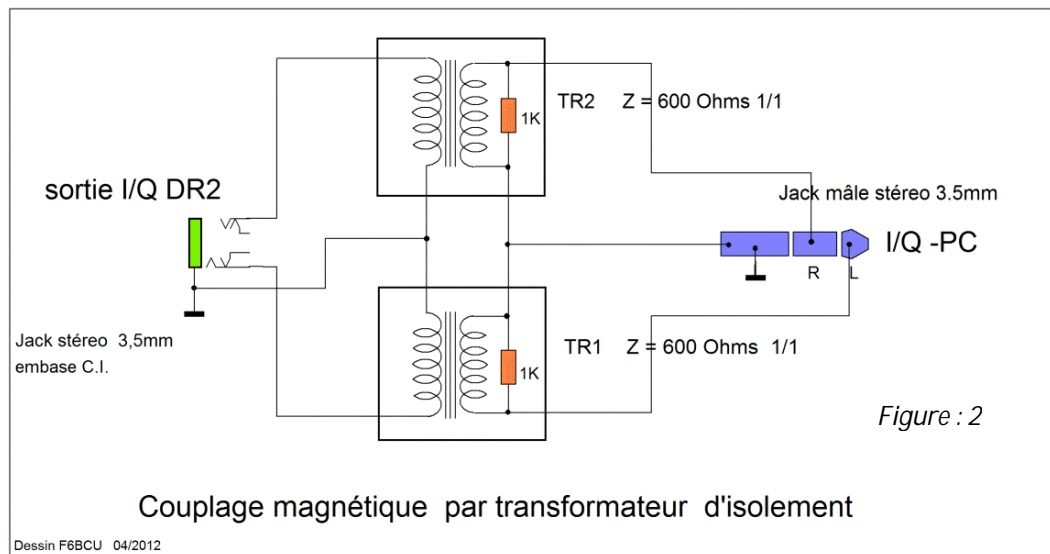 TR2 Z = 600 Ohms 1/1
1K
sortie I/Q DR2
Jack mâle stéreo 3.5mm
I/Q -PC
R L
Jack stéreo 3,5mm
embase C.I.
TR1 Z = 600 Ohms 1/1
1K
Figure : 2
Couplage magnétique par transformateur d'isolement
Dessin F6BCU 04/2012